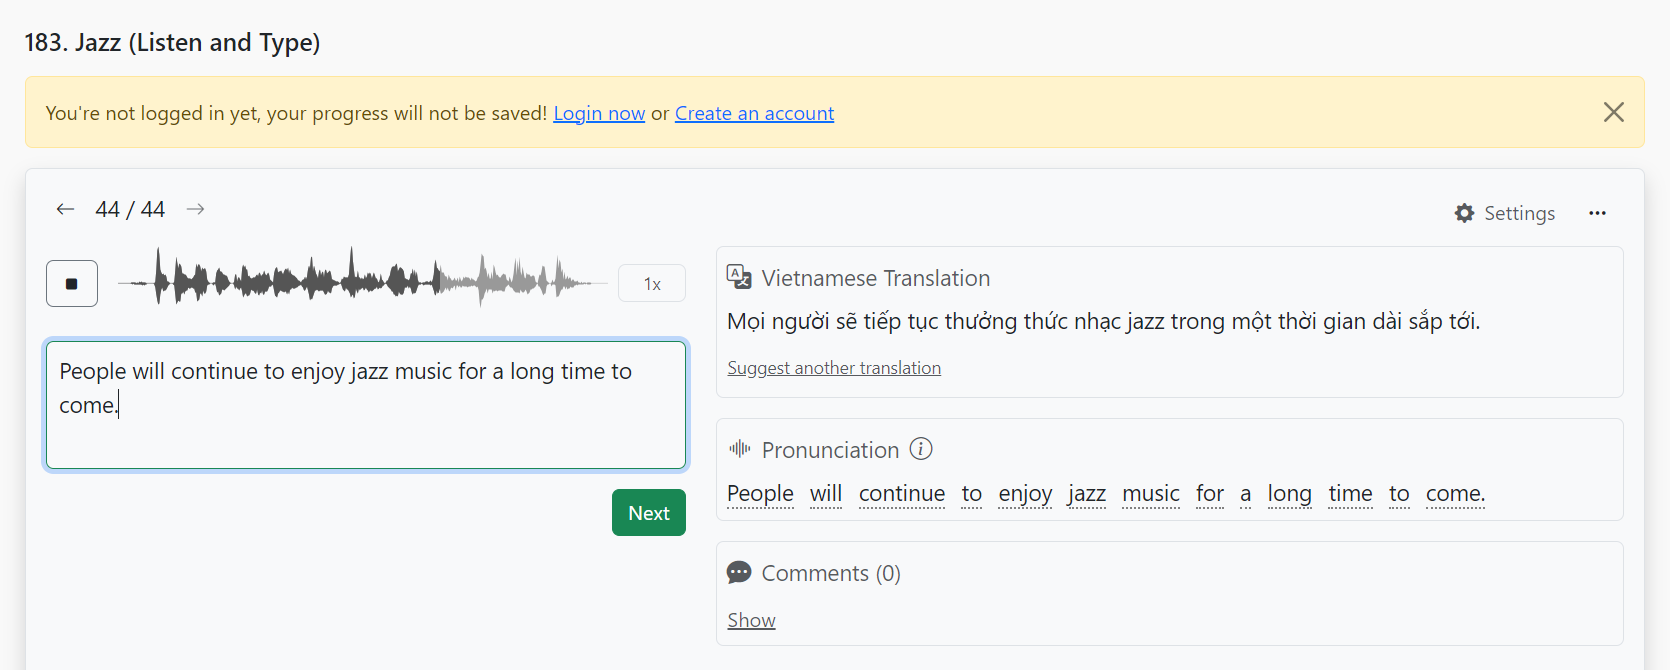 183. Jazz (Listen and Type)
You're not logged in yet, your progress will not be saved! Login now or Create an account
44 / 44
Settings
1x
People will continue to enjoy jazz music for a long time to
come.
Next
Vietnamese Translation
Mọi người sẽ tiếp tục thưởng thức nhạc jazz trong một thời gian dài sắp tới.
Suggest another translation
Pronunciation
People will continue to enjoy jazz music for a long time to come.
Comments (0)
Show